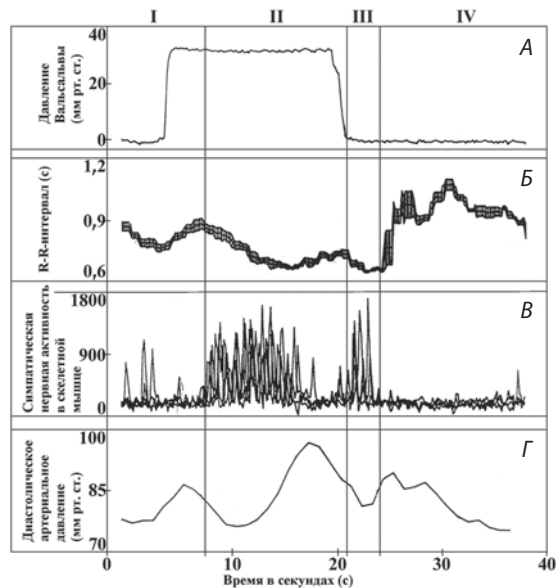 I II III IV
40
20
0
Давление
Вальсальвы
(мм рт. ст.)
А
1,2
0,9
0,6
R-R-интервал (с)
Б
1800
900
0
Симпатическая
нервная активность
в скелетной
мышце
В
100
85
70
Диастолическое
артериальное
давление
(мм рт. ст.)
Г
10 20 30 40
Время в секундах (с)